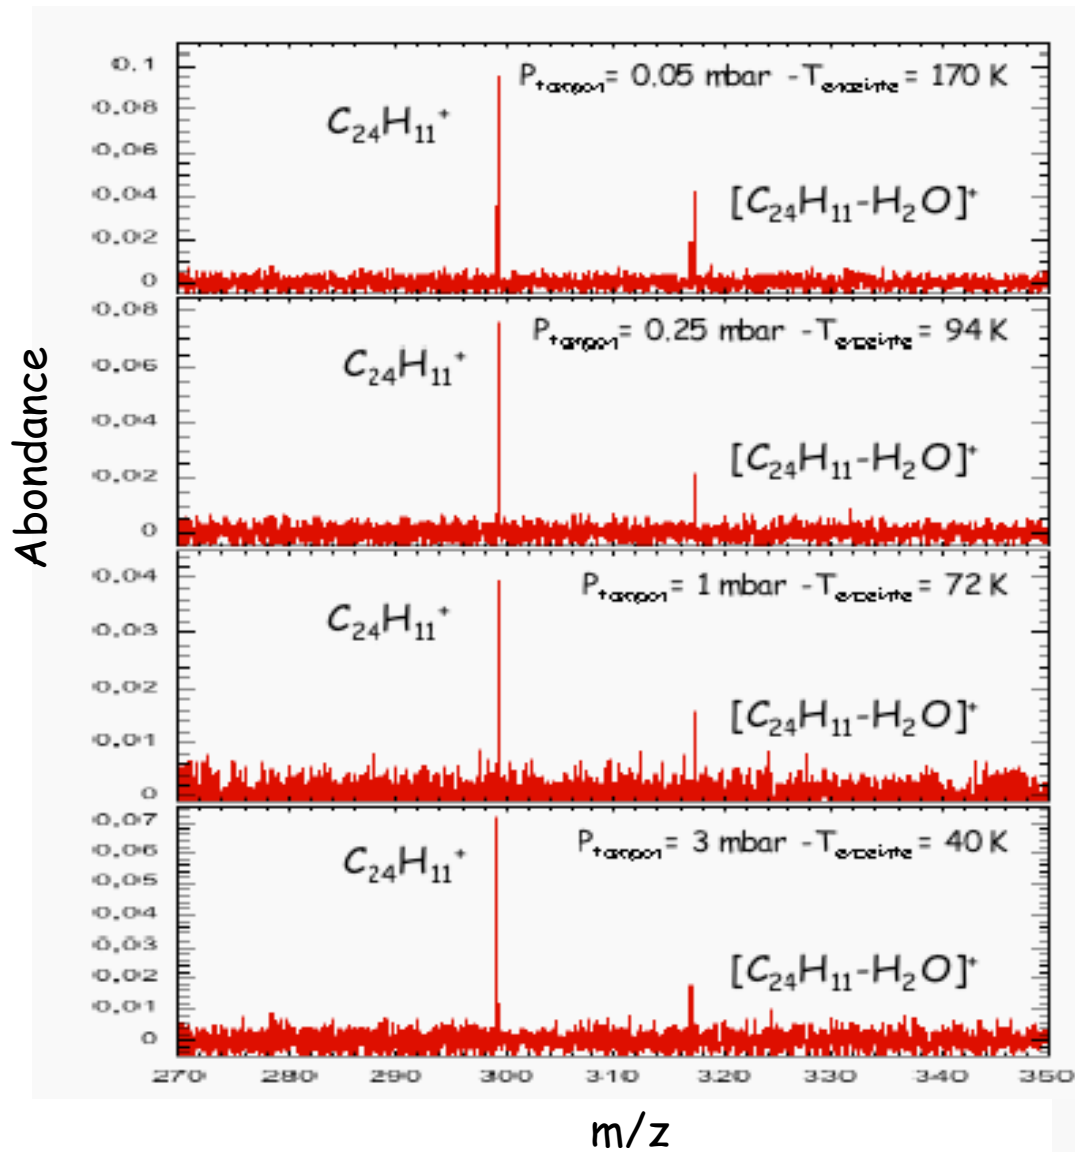 Abondance
0.1
0.08
0.06
0.04
0.02
0
P = 0.05 mbar - T = 170 K
C₂₄H₁₁⁺
[C₂₄H₁₁-H₂O]⁺
0.08
0.06
0.04
0.02
0
P = 0.25 mbar - T = 94 K
C₂₄H₁₁⁺
[C₂₄H₁₁-H₂O]⁺
0.04
0.03
0.02
0.01
0
P = 1 mbar - T = 72 K
C₂₄H₁₁⁺
[C₂₄H₁₁-H₂O]⁺
0.07
0.06
0.05
0.04
0.03
0.02
0.01
0
P = 3 mbar - T = 40 K
C₂₄H₁₁⁺
[C₂₄H₁₁-H₂O]⁺
270 280 290 300 310 320 330 340 350
m/z